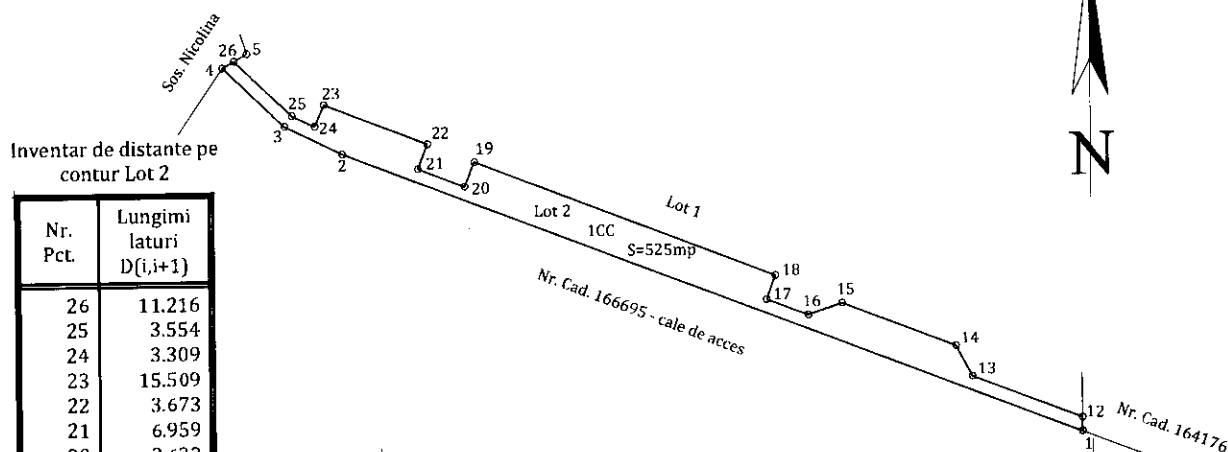 Sos. Nicolina
26
5
4
25
23
24
3
2
22
21
19
20
Lot 1
Lot 2
1CC
S=525mp
Nr. Cad. 166695 - cale de acces
18
17
16
15
14
13
12
1
Nr. Cad. 164176
N
Inventar de distante pe
contur Lot 2
Nr. Pct.
Lungimi laturi D(i,i+1)
26 11.216
25 3.554
24 3.309
23 15.509
22 3.673
21 6.959